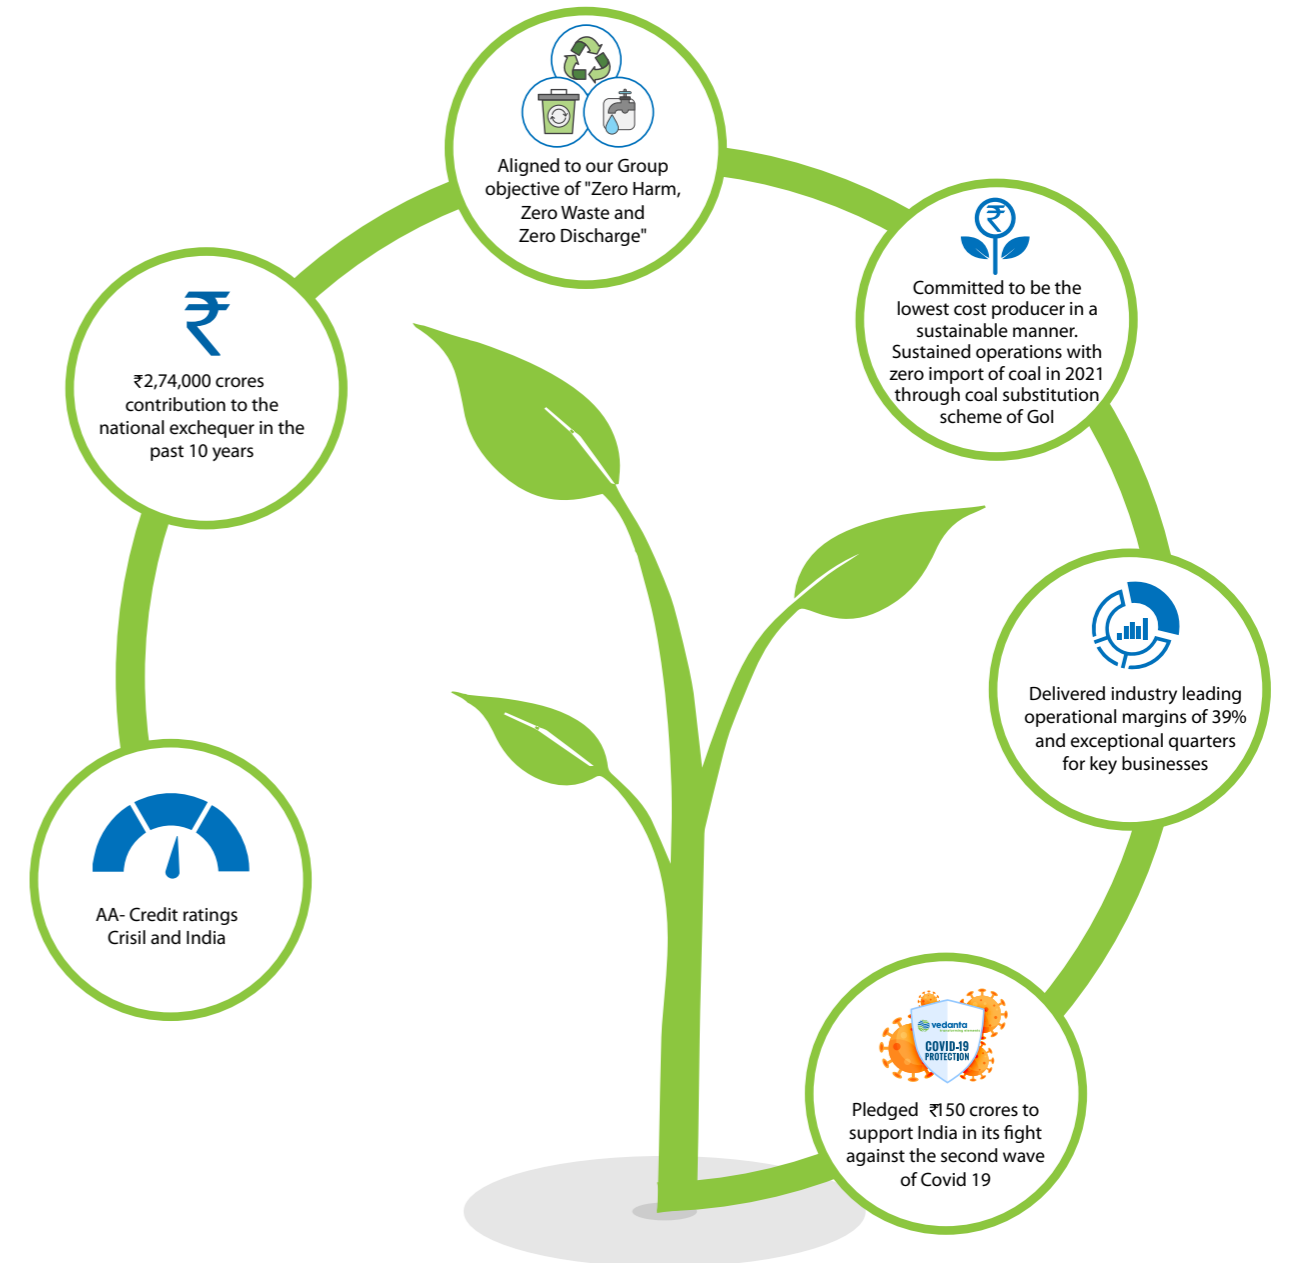 Aligned to our Group
objective of "Zero Harm,
Zero Waste and
Zero Discharge"
₹
Committed to be the
lowest cost producer in a
sustainable manner.
Sustained operations with
zero import of coal in 2021
through coal substitution
scheme of GoI
₹
₹2,74,000 crores
contribution to the
national exchequer in the
past 10 years
Delivered industry leading
operational margins of 39%
and exceptional quarters
for key businesses
AA- Credit ratings
Crisil and India
vedanta
COVID-19
PROTECTION
Pledged ₹150 crores to
support India in its fight
against the second wave
of Covid 19